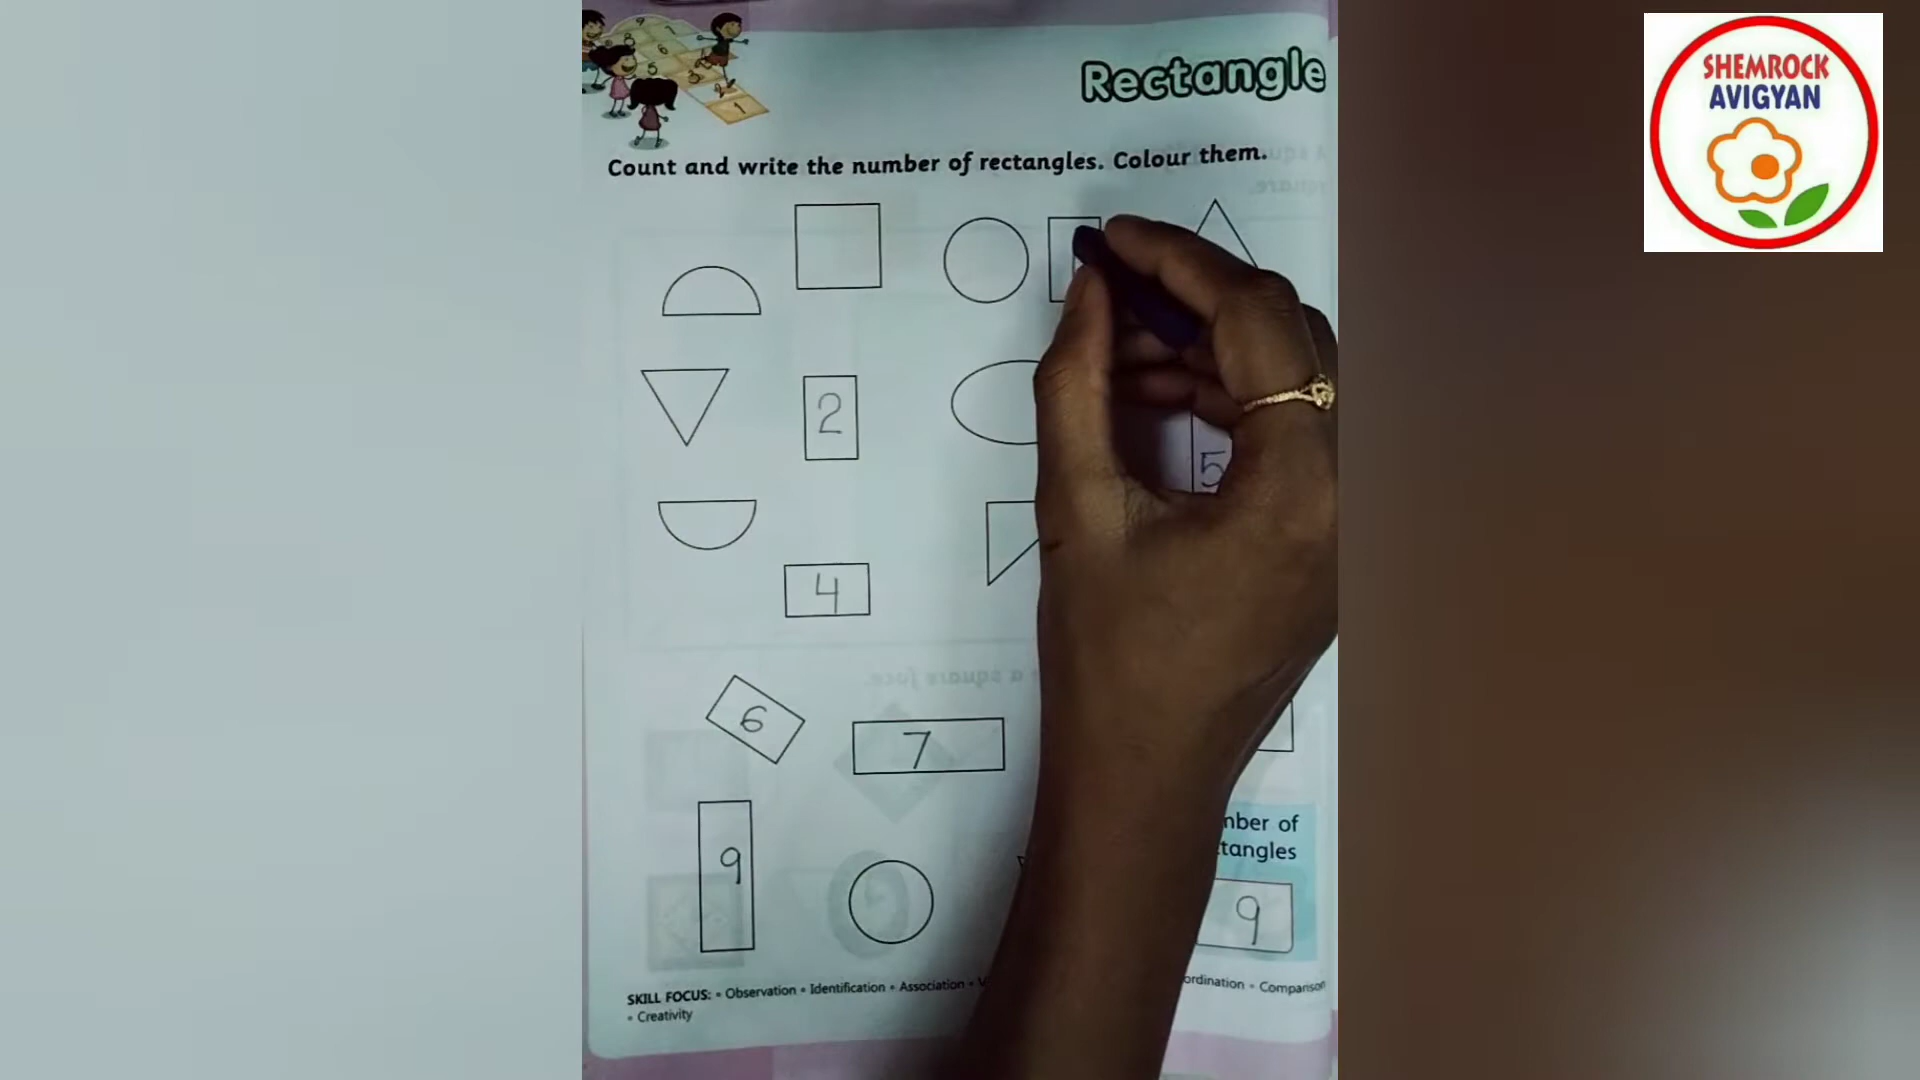 Rectangle
Count and write the number of rectangles. Colour them.
2
5
4
6
7
9
mber of
tangles
9
SKILL FOCUS: • Observation • Identification • Association •
ordination • Comparison
• Creativity
SHEMROCK
AVIGYAN